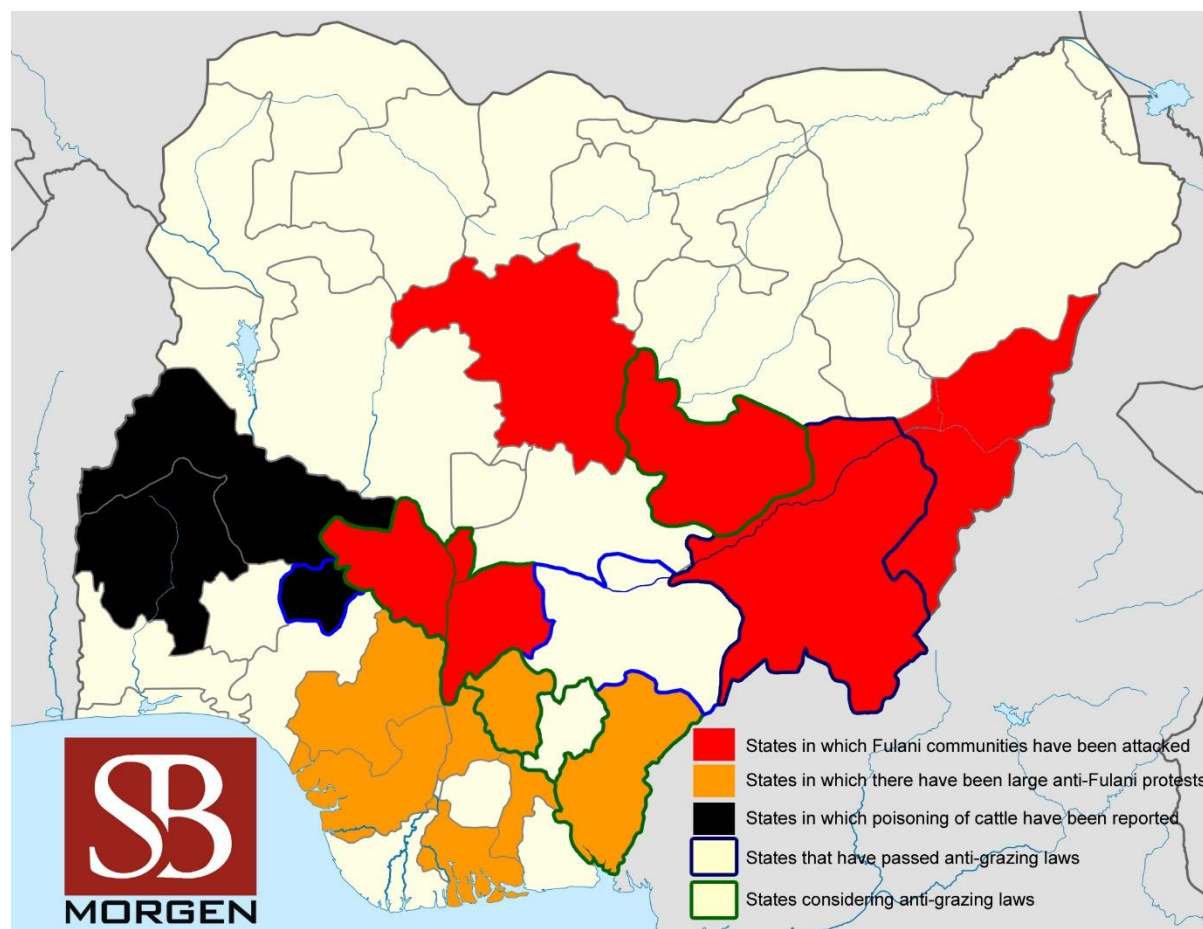 States in which Fulani communities have been attacked
States in which there have been large anti-Fulani protests
States in which poisoning of cattle have been reported
States that have passed anti-grazing laws
States considering anti-grazing laws
SB
MORGEN